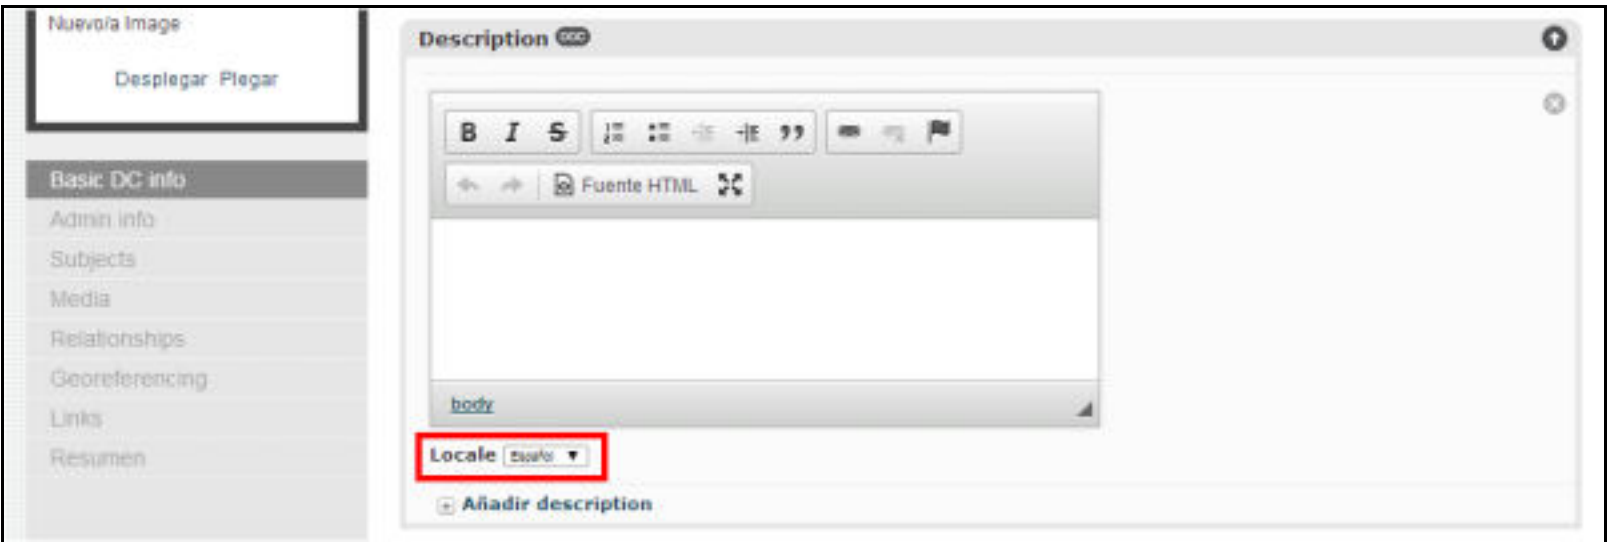 Nuevo/a Image
Desplegar Plegar
Basic DC info
Admin info
Subjects
Media
Relationships
Georeferencing
Links
Resumen
Description
B I S
Fuente HTML
body
Locale Español
Añadir description